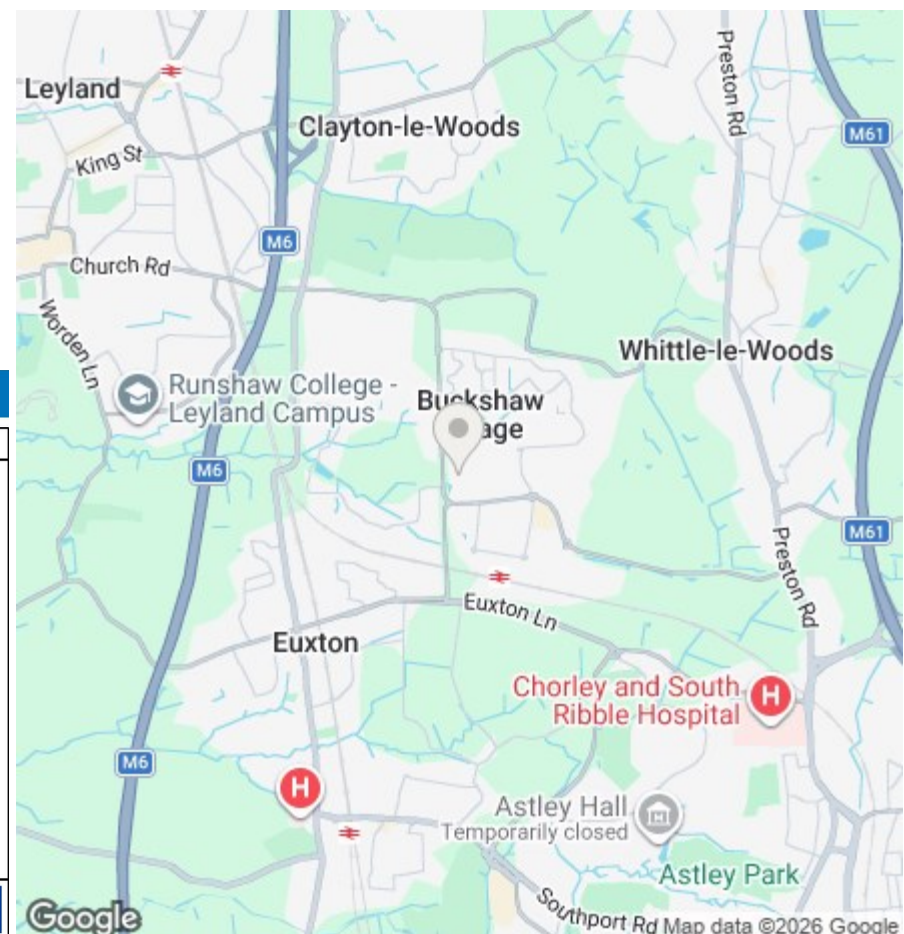 Leyland
Clayton-le-Woods
Preston Rd
M61
King St
M6
Church Rd
Worden Ln
Whittle-le-Woods
Runshaw College -
Leyland Campus
Buckshaw
M6
M61
Preston Rd
Euxton Ln
Euxton
Chorley and South
Ribble Hospital
H
M6
H
Astley Hall
Temporarily closed
Astley Park
Southport Rd
Google
Map data ©2026 Google